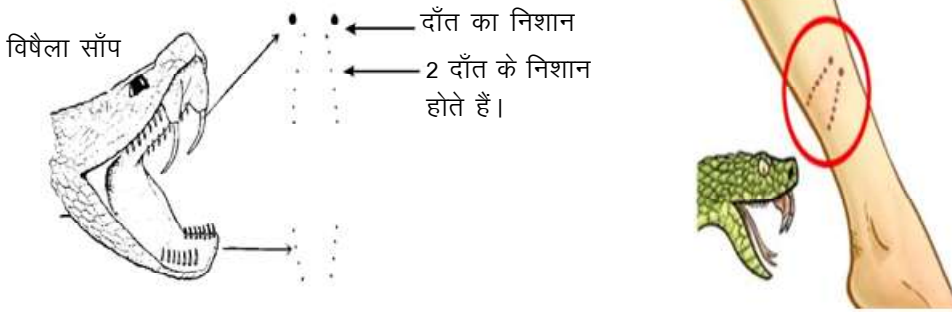 विषैला साँप
दाँत का निशान
2 दाँत के निशान
होते हैं।